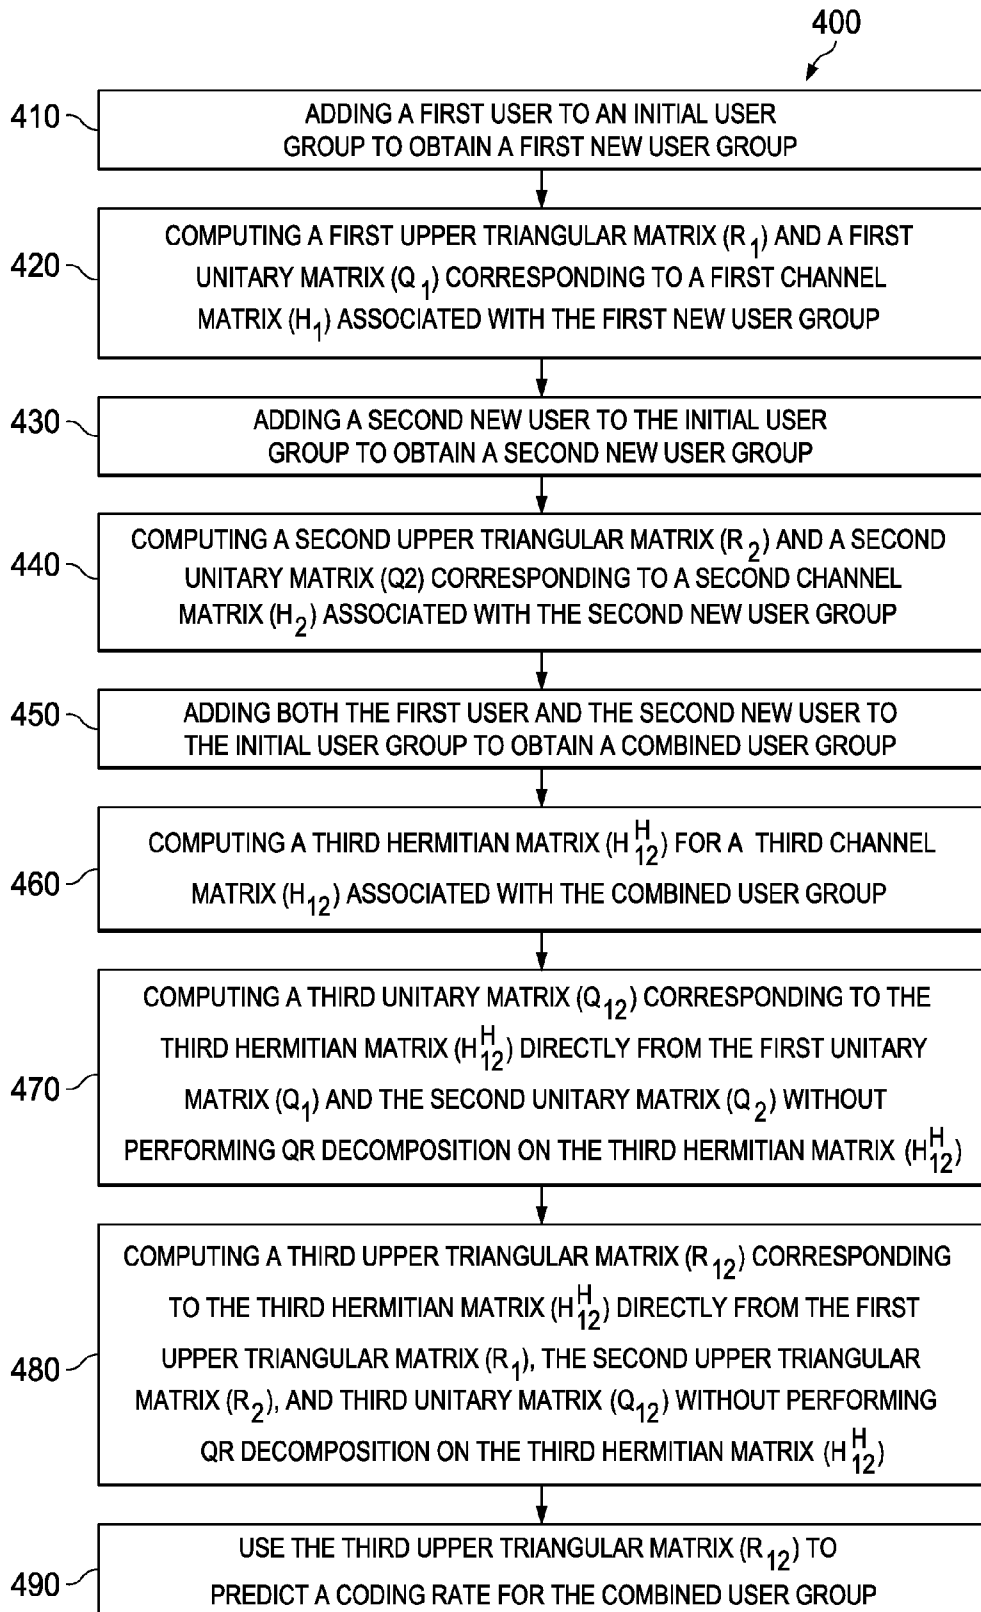 400
410
ADDING A FIRST USER TO AN INITIAL USER
GROUP TO OBTAIN A FIRST NEW USER GROUP
420
COMPUTING A FIRST UPPER TRIANGULAR MATRIX (R1) AND A FIRST
UNITARY MATRIX (Q1) CORRESPONDING TO A FIRST CHANNEL
MATRIX (H1) ASSOCIATED WITH THE FIRST NEW USER GROUP
430
ADDING A SECOND NEW USER TO THE INITIAL USER
GROUP TO OBTAIN A SECOND NEW USER GROUP
440
COMPUTING A SECOND UPPER TRIANGULAR MATRIX (R2) AND A SECOND
UNITARY MATRIX (Q2) CORRESPONDING TO A SECOND CHANNEL
MATRIX (H2) ASSOCIATED WITH THE SECOND NEW USER GROUP
450
ADDING BOTH THE FIRST USER AND THE SECOND NEW USER TO
THE INITIAL USER GROUP TO OBTAIN A COMBINED USER GROUP
460
COMPUTING A THIRD HERMITIAN MATRIX (H12H) FOR A THIRD CHANNEL
MATRIX (H12) ASSOCIATED WITH THE COMBINED USER GROUP
470
COMPUTING A THIRD UNITARY MATRIX (Q12) CORRESPONDING TO THE
THIRD HERMITIAN MATRIX (H12H) DIRECTLY FROM THE FIRST UNITARY
MATRIX (Q1) AND THE SECOND UNITARY MATRIX (Q2) WITHOUT
PERFORMING QR DECOMPOSITION ON THE THIRD HERMITIAN MATRIX (H12H)
480
COMPUTING A THIRD UPPER TRIANGULAR MATRIX (R12) CORRESPONDING
TO THE THIRD HERMITIAN MATRIX (H12H) DIRECTLY FROM THE FIRST
UPPER TRIANGULAR MATRIX (R1), THE SECOND UPPER TRIANGULAR
MATRIX (R2), AND THIRD UNITARY MATRIX (Q12) WITHOUT PERFORMING
QR DECOMPOSITION ON THE THIRD HERMITIAN MATRIX (H12H)
490
USE THE THIRD UPPER TRIANGULAR MATRIX (R12) TO
PREDICT A CODING RATE FOR THE COMBINED USER GROUP